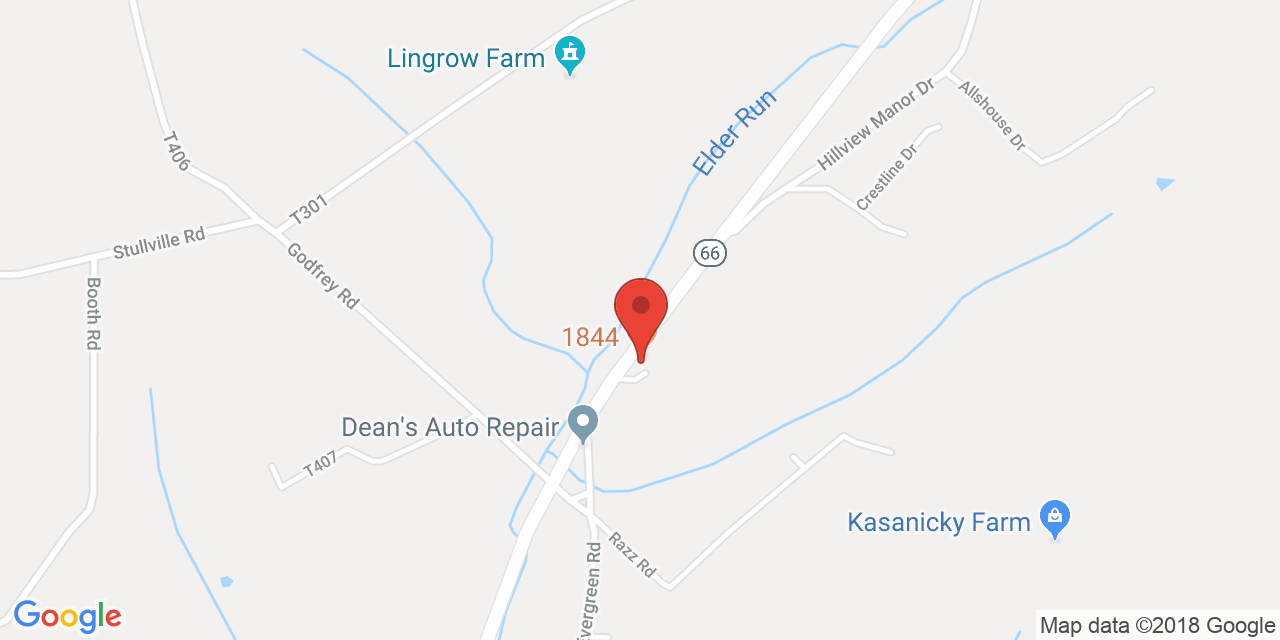 Lingrow Farm
Elder Run
Hillview Manor Dr
Allshouse Dr
T406
Crestline Dr
T301
Stullville Rd
Godfrey Rd
66
Booth Rd
1844
Dean's Auto Repair
T407
Kasanicky Farm
Razz Rd
Evergreen Rd
Google
Map data ©2018 Google